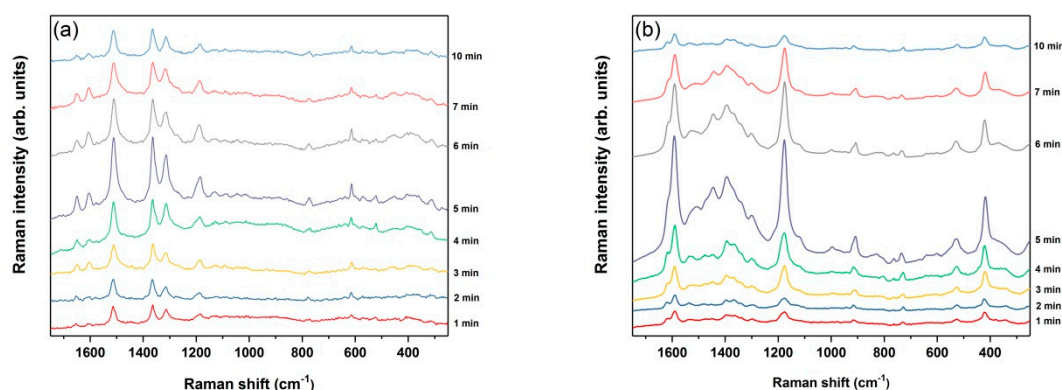 (a)
10 min
7 min
6 min
5 min
4 min
3 min
2 min
1 min
Raman intensity (arb. units)
1600 1400 1200 1000 800 600 400
Raman shift (cm⁻¹)
(b)
10 min
7 min
6 min
5 min
4 min
3 min
2 min
1 min
Raman intensity (arb. units)
1600 1400 1200 1000 800 600 400
Raman shift (cm⁻¹)